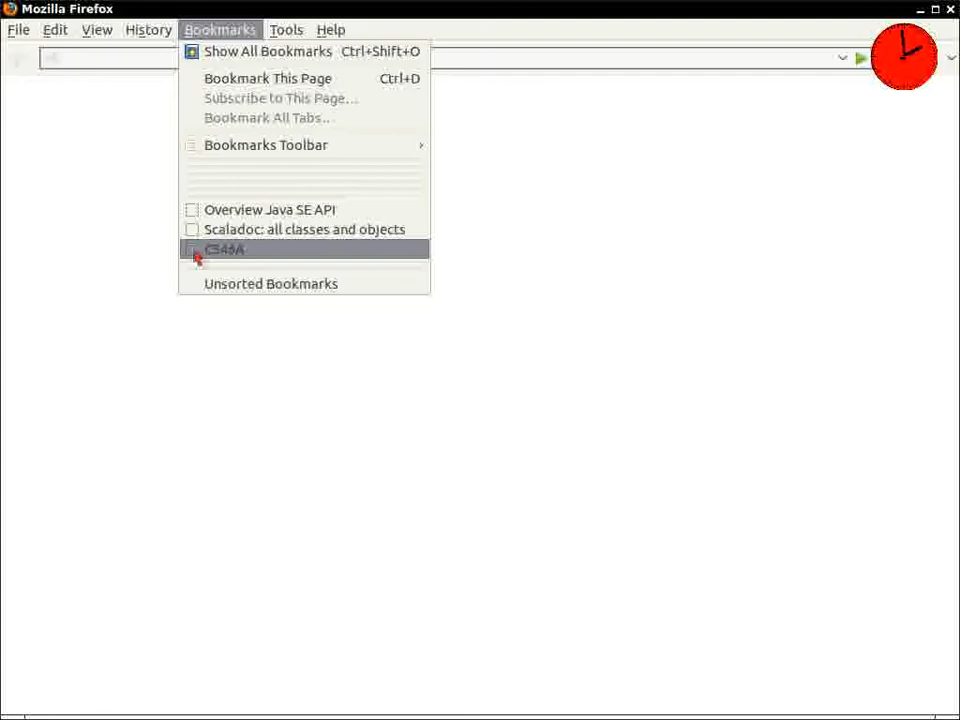 Mozilla Firefox
File Edit View History Bookmarks Tools Help
Show All Bookmarks Ctrl+Shift+O
Bookmark This Page Ctrl+D
Subscribe to This Page...
Bookmark All Tabs...
Bookmarks Toolbar
Overview Java SE API
Scaladoc: all classes and objects
CS46A
Unsorted Bookmarks